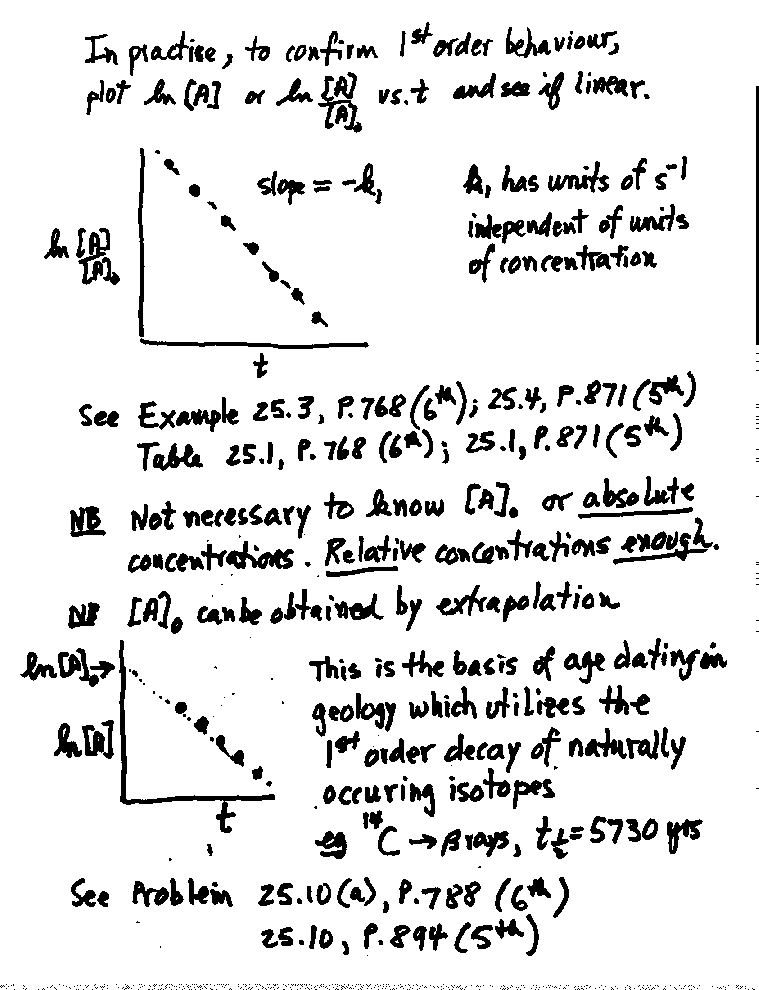 In practise, to confirm 1st order behaviour,
plot ln [A] or ln [A]/[A]₀ vs. t and see if linear.
slope = -k₁
k₁ has units of s⁻¹
independent of units
of concentration
ln [A]/[A]₀
t
See Example 25.3, P.768 (6th); 25.4, P.871 (5th)
Table 25.1, P.768 (6th); 25.1, P.871 (5th)
NB Not necessary to know [A]₀ or absolute
concentrations. Relative concentrations enough.
NB [A]₀ can be obtained by extrapolation
ln[A]₀→
ln[A]
t
This is the basis of age dating in
geology which utilizes the
1st order decay of naturally
occuring isotopes
eg ¹⁴C → β rays, t½ = 5730 yrs
See Problem 25.10(a), P.788 (6th)
25.10, P.894 (5th)